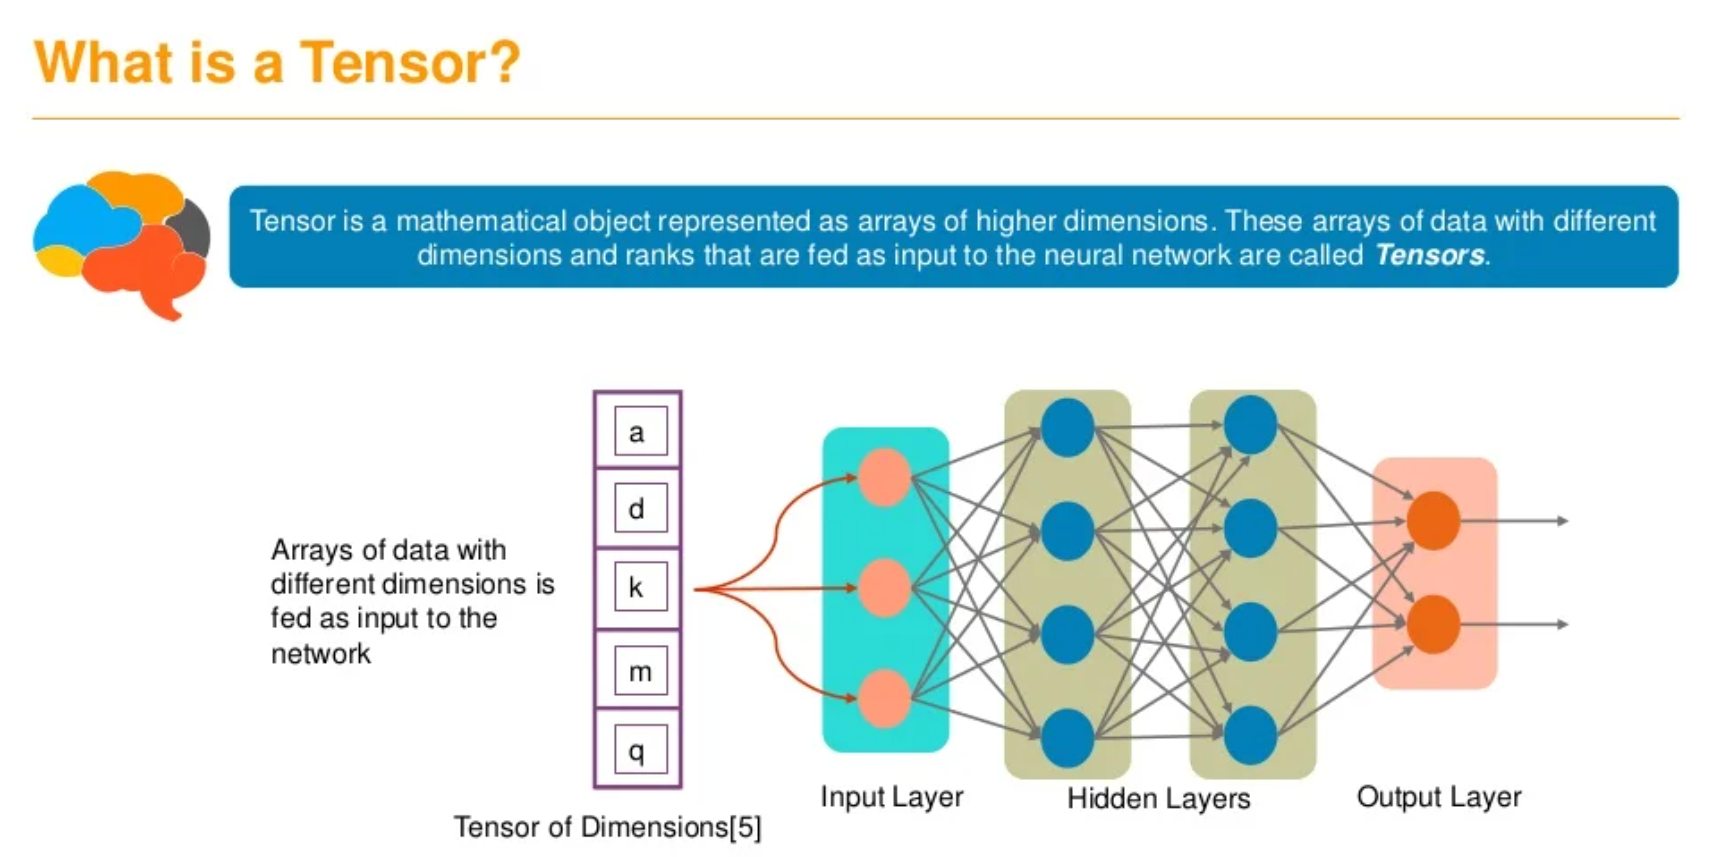 What is a Tensor?
Tensor is a mathematical object represented as arrays of higher dimensions. These arrays of data with different
dimensions and ranks that are fed as input to the neural network are called Tensors.
Arrays of data with
different dimensions is
fed as input to the
network
a
d
k
m
q
Tensor of Dimensions[5]
Input Layer
Hidden Layers
Output Layer